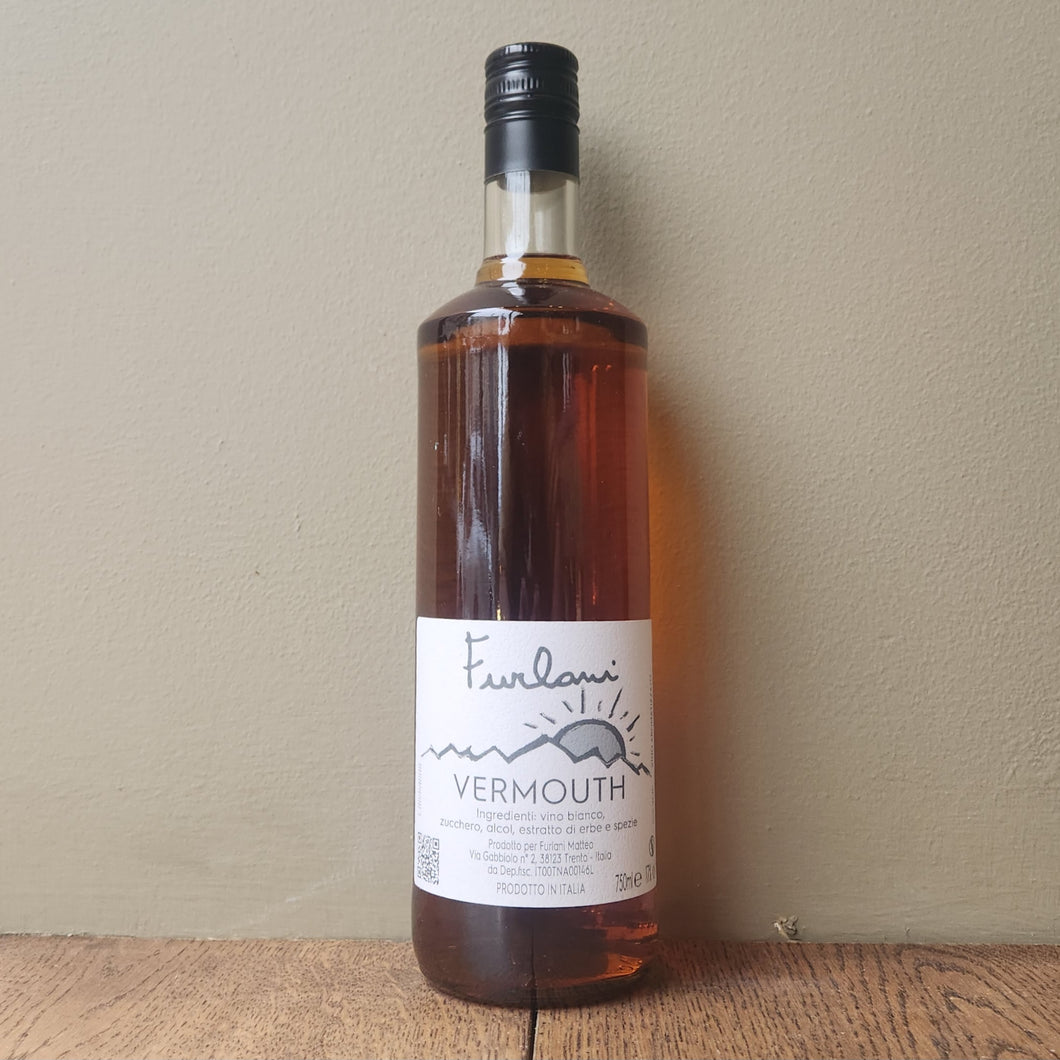 Furlani
VERMOUTH
Ingredienti: vino bianco,
zucchero, alcol, estratto di erbe e spezie
Prodotto per Furlani Matteo
Via Gabbiolo n° 2, 38123 Trento - Italia
da Dep.fisc. IT00TNA00146L
PRODOTTO IN ITALIA
750ml e